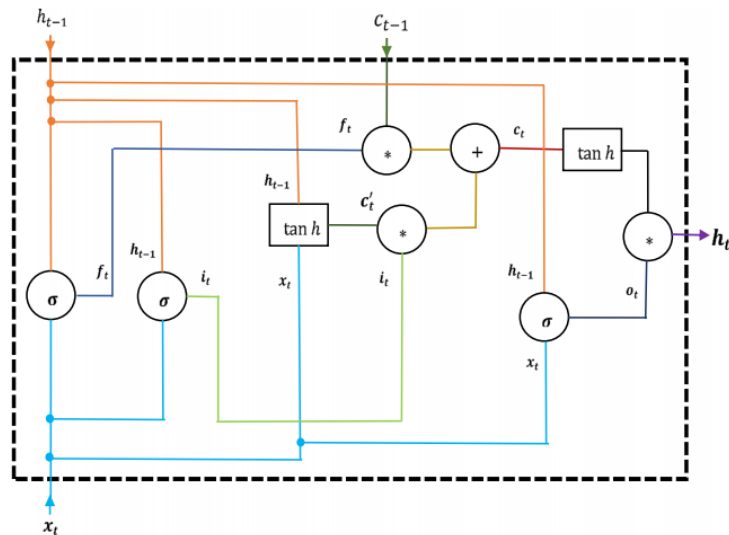 h_{t-1}
C_{t-1}
f_t
*
+
c_t
tan h
h_{t-1}
c'_t
tan h
*
*
h_t
h_{t-1}
f_t
i_t
x_t
i_t
h_{t-1}
o_t
σ
σ
σ
x_t
x_t